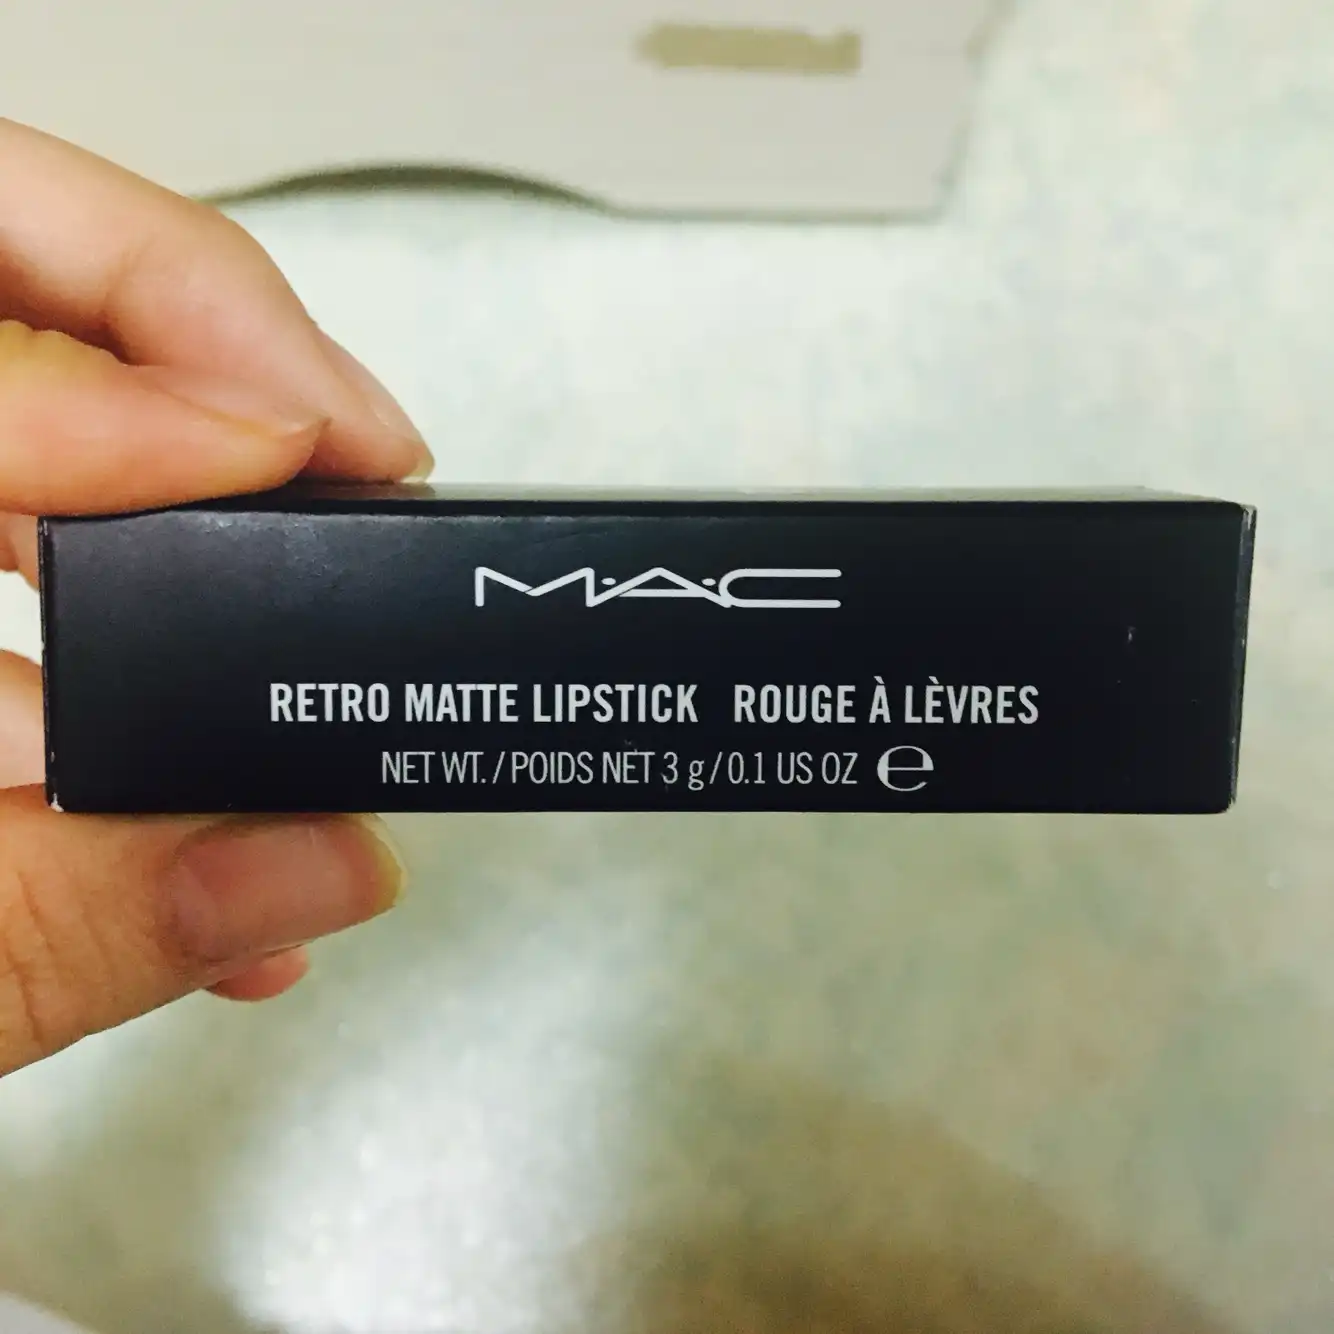 M·A·C
RETRO MATTE LIPSTICK ROUGE À LÈVRES
NET WT. / POIDS NET 3 g / 0.1 US OZ ℮